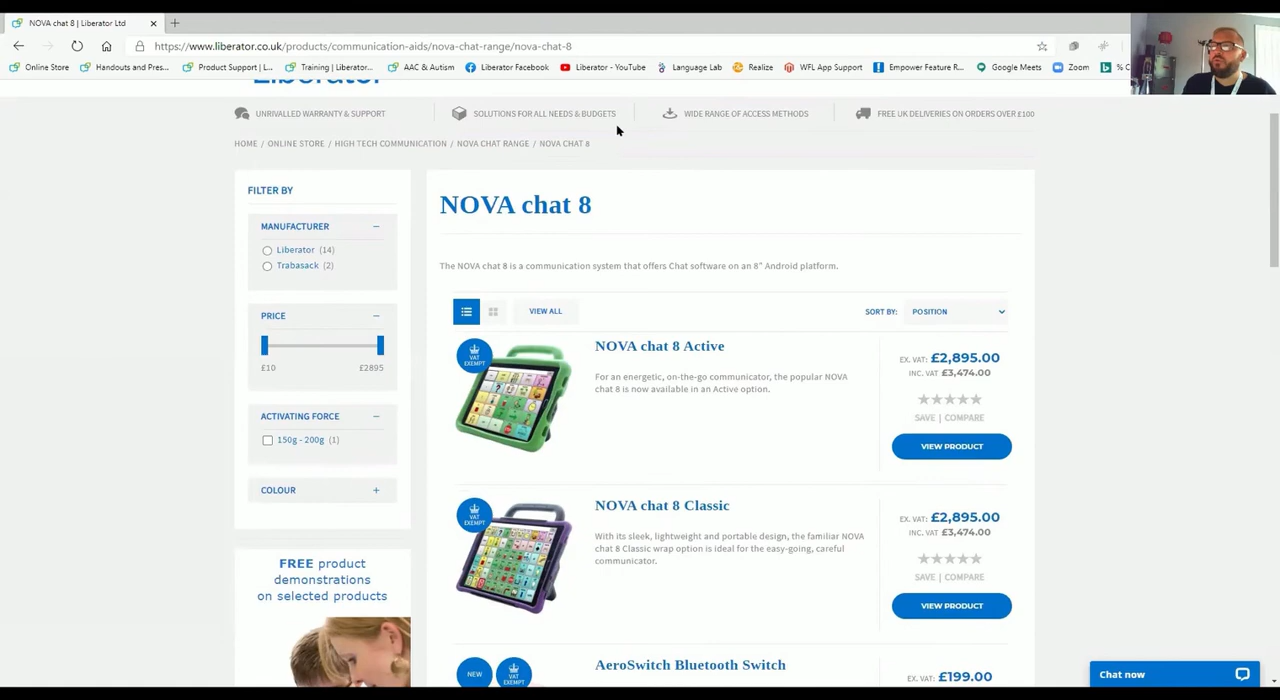 NOVA chat 8 | Liberator Ltd
https://www.liberator.co.uk/products/communication-aids/nova-chat-range/nova-chat-8
Online Store Handouts and Pres... Product Support | L... Training | Liberator... AAC & Autism Liberator Facebook Liberator - YouTube Language Lab Realize WFL App Support Empower Feature R... Google Meets Zoom % C
Liberator
UNRIVALLED WARRANTY & SUPPORT SOLUTIONS FOR ALL NEEDS & BUDGETS WIDE RANGE OF ACCESS METHODS FREE UK DELIVERIES ON ORDERS OVER £100
HOME / ONLINE STORE / HIGH TECH COMMUNICATION / NOVA CHAT RANGE / NOVA CHAT 8
FILTER BY
MANUFACTURER −
Liberator (14)
Trabasack (2)
PRICE −
£10 £2895
ACTIVATING FORCE −
150g - 200g (1)
COLOUR +
FREE product
demonstrations
on selected products
NOVA chat 8
The NOVA chat 8 is a communication system that offers Chat software on an 8" Android platform.
VIEW ALL SORT BY: POSITION
VAT
EXEMPT
NOVA chat 8 Active
For an energetic, on-the-go communicator, the popular NOVA
chat 8 is now available in an Active option.
EX. VAT: £2,895.00
INC. VAT £3,474.00
SAVE | COMPARE
VIEW PRODUCT
VAT
EXEMPT
NOVA chat 8 Classic
With its sleek, lightweight and portable design, the familiar NOVA
chat 8 Classic wrap option is ideal for the easy-going, careful
communicator.
EX. VAT: £2,895.00
INC. VAT £3,474.00
SAVE | COMPARE
VIEW PRODUCT
NEW
VAT
EXEMPT
AeroSwitch Bluetooth Switch
EX. VAT: £199.00
Chat now